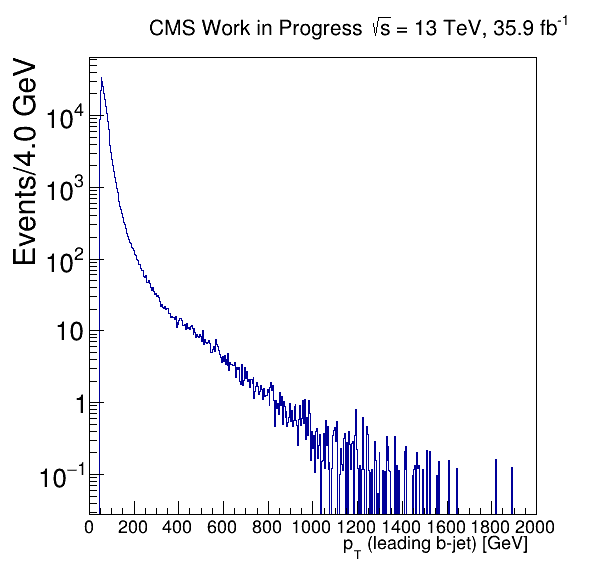 CMS Work in Progress √s = 13 TeV, 35.9 fb⁻¹
Events/4.0 GeV
10⁴
10³
10²
10
1
10⁻¹
0 200 400 600 800 1000 1200 1400 1600 1800 2000
p_T (leading b-jet) [GeV]